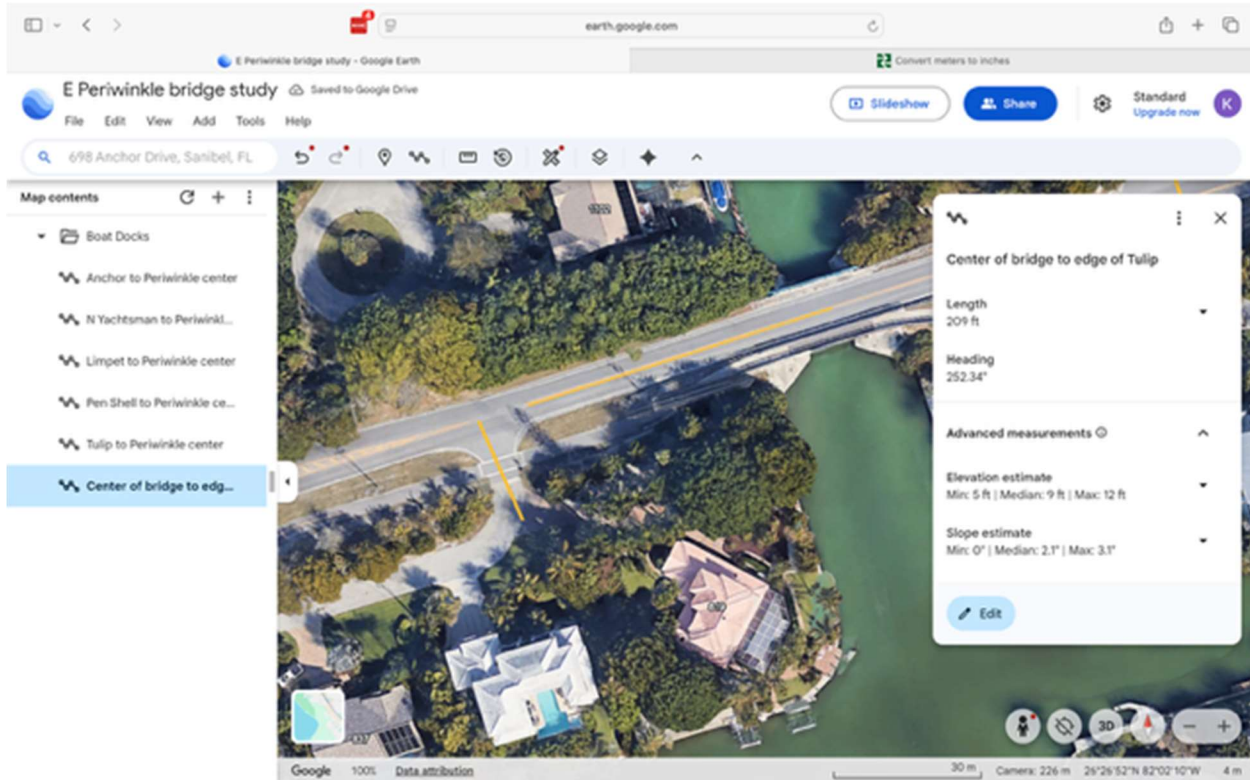 4
earth.google.com
E Periwinkle bridge study - Google Earth
Convert meters to inches
E Periwinkle bridge study
Saved to Google Drive
File Edit View Add Tools Help
Slideshow
Share
Standard
Upgrade now
K
698 Anchor Drive, Sanibel, FL
Map contents
Boat Docks
Anchor to Periwinkle center
N Yachtsman to Periwinkl...
Limpet to Periwinkle center
Pen Shell to Periwinkle ce...
Tulip to Periwinkle center
Center of bridge to edg...
Center of bridge to edge of Tulip
Length
209 ft
Heading
252.34°
Advanced measurements
Elevation estimate
Min: 5 ft | Median: 9 ft | Max: 12 ft
Slope estimate
Min: 0° | Median: 2.1° | Max: 3.1°
Edit
3D
Google 100% Data attribution
30 m Camera: 226 m 26°26'52"N 82°02'10"W 4 m